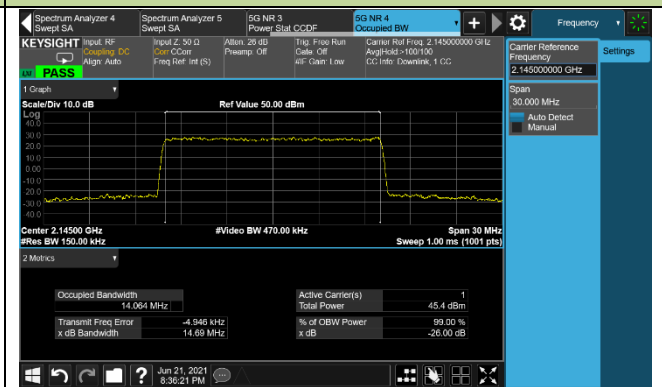 Spectrum Analyzer 4
Swept SA
Spectrum Analyzer 5
Swept SA
5G NR 3
Power Stat CCDF
5G NR 4
Occupied BW
Frequency
KEYSIGHT
Input: RF
Coupling: DC
Align: Auto
Input Z: 50 Ω
Corr CCorr
Freq Ref: Int (S)
Atten: 26 dB
Preamp: Off
Trig: Free Run
Gate: Off
#IF Gain: Low
Carrier Ref Freq: 2.145000000 GHz
Avg|Hold:>100/100
CC Info: Downlink, 1 CC
PASS
Carrier Reference
Frequency
2.145000000 GHz
Settings
Span
30.000 MHz
Auto Detect
Manual
1 Graph
Scale/Div 10.0 dB
Ref Value 50.00 dBm
Log
40.0
30.0
20.0
10.0
0.00
-10.0
-20.0
-30.0
-40.0
Center 2.14500 GHz
#Video BW 470.00 kHz
Span 30 MHz
#Res BW 150.00 kHz
Sweep 1.00 ms (1001 pts)
2 Metrics
Occupied Bandwidth
14.064 MHz
Active Carrier(s) 1
Total Power 45.4 dBm
Transmit Freq Error -4.946 kHz
x dB Bandwidth 14.69 MHz
% of OBW Power 99.00 %
x dB -26.00 dB
Jun 21, 2021
8:36:21 PM